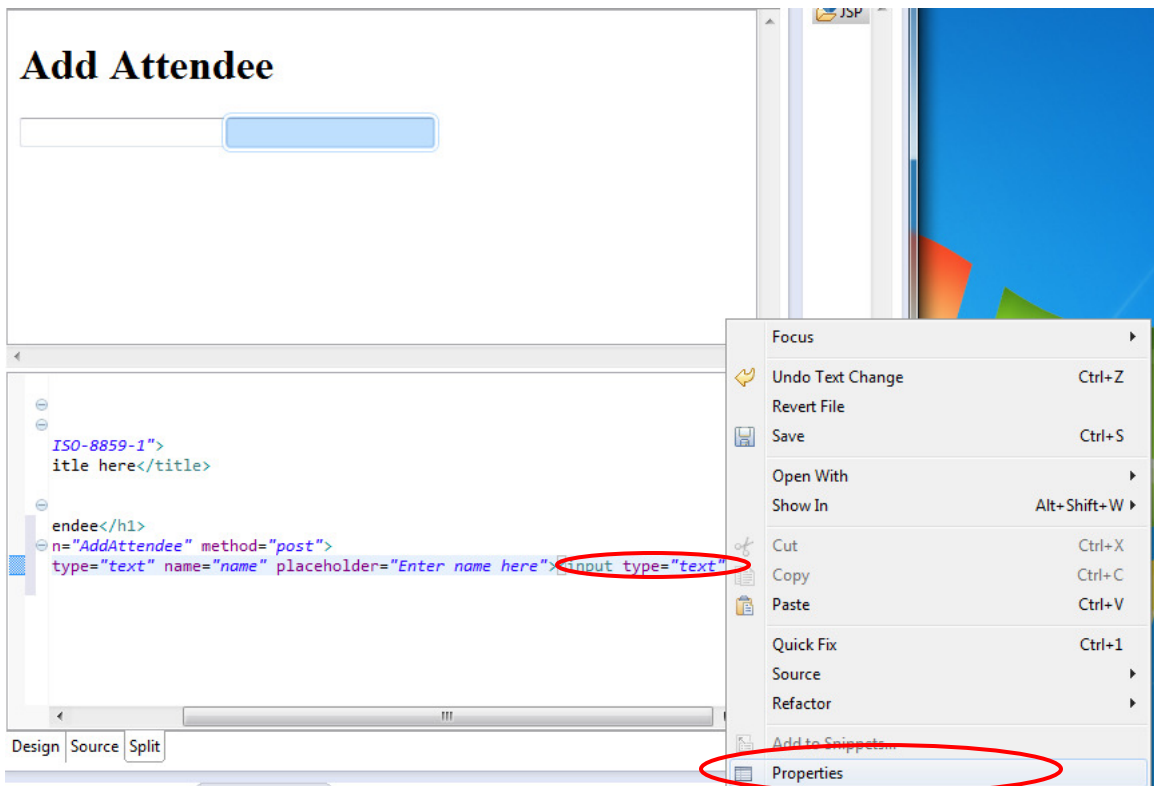 JSP
Add Attendee
Focus
Undo Text Change Ctrl+Z
Revert File
Save Ctrl+S
Open With
Show In Alt+Shift+W
Cut Ctrl+X
Copy Ctrl+C
Paste Ctrl+V
Quick Fix Ctrl+1
Source
Refactor
Add to Snippets...
Properties
ISO-8859-1">
itle here</title>
endee</h1>
n="AddAttendee" method="post">
type="text" name="name" placeholder="Enter name here"><input type="text"
Design Source Split